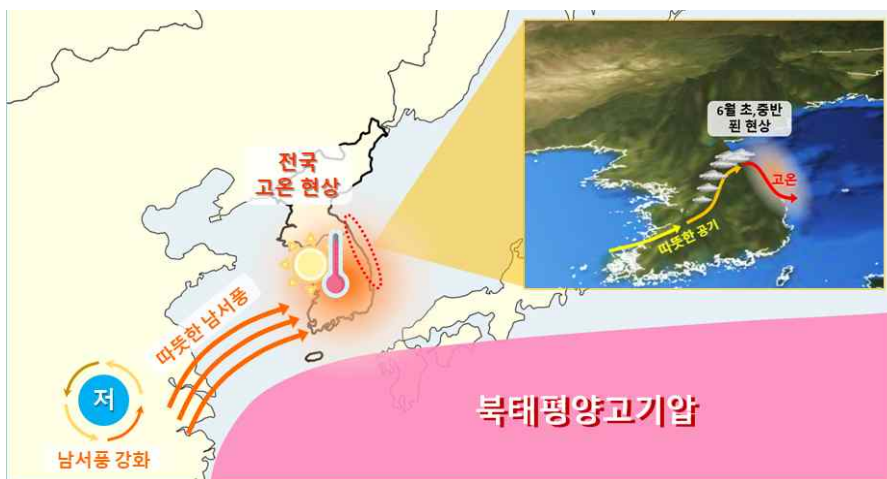 전국
고온 현상
따뜻한 남서풍
저
남서풍 강화
북태평양고기압
6월 초,중반
푄 현상
고온
따뜻한 공기